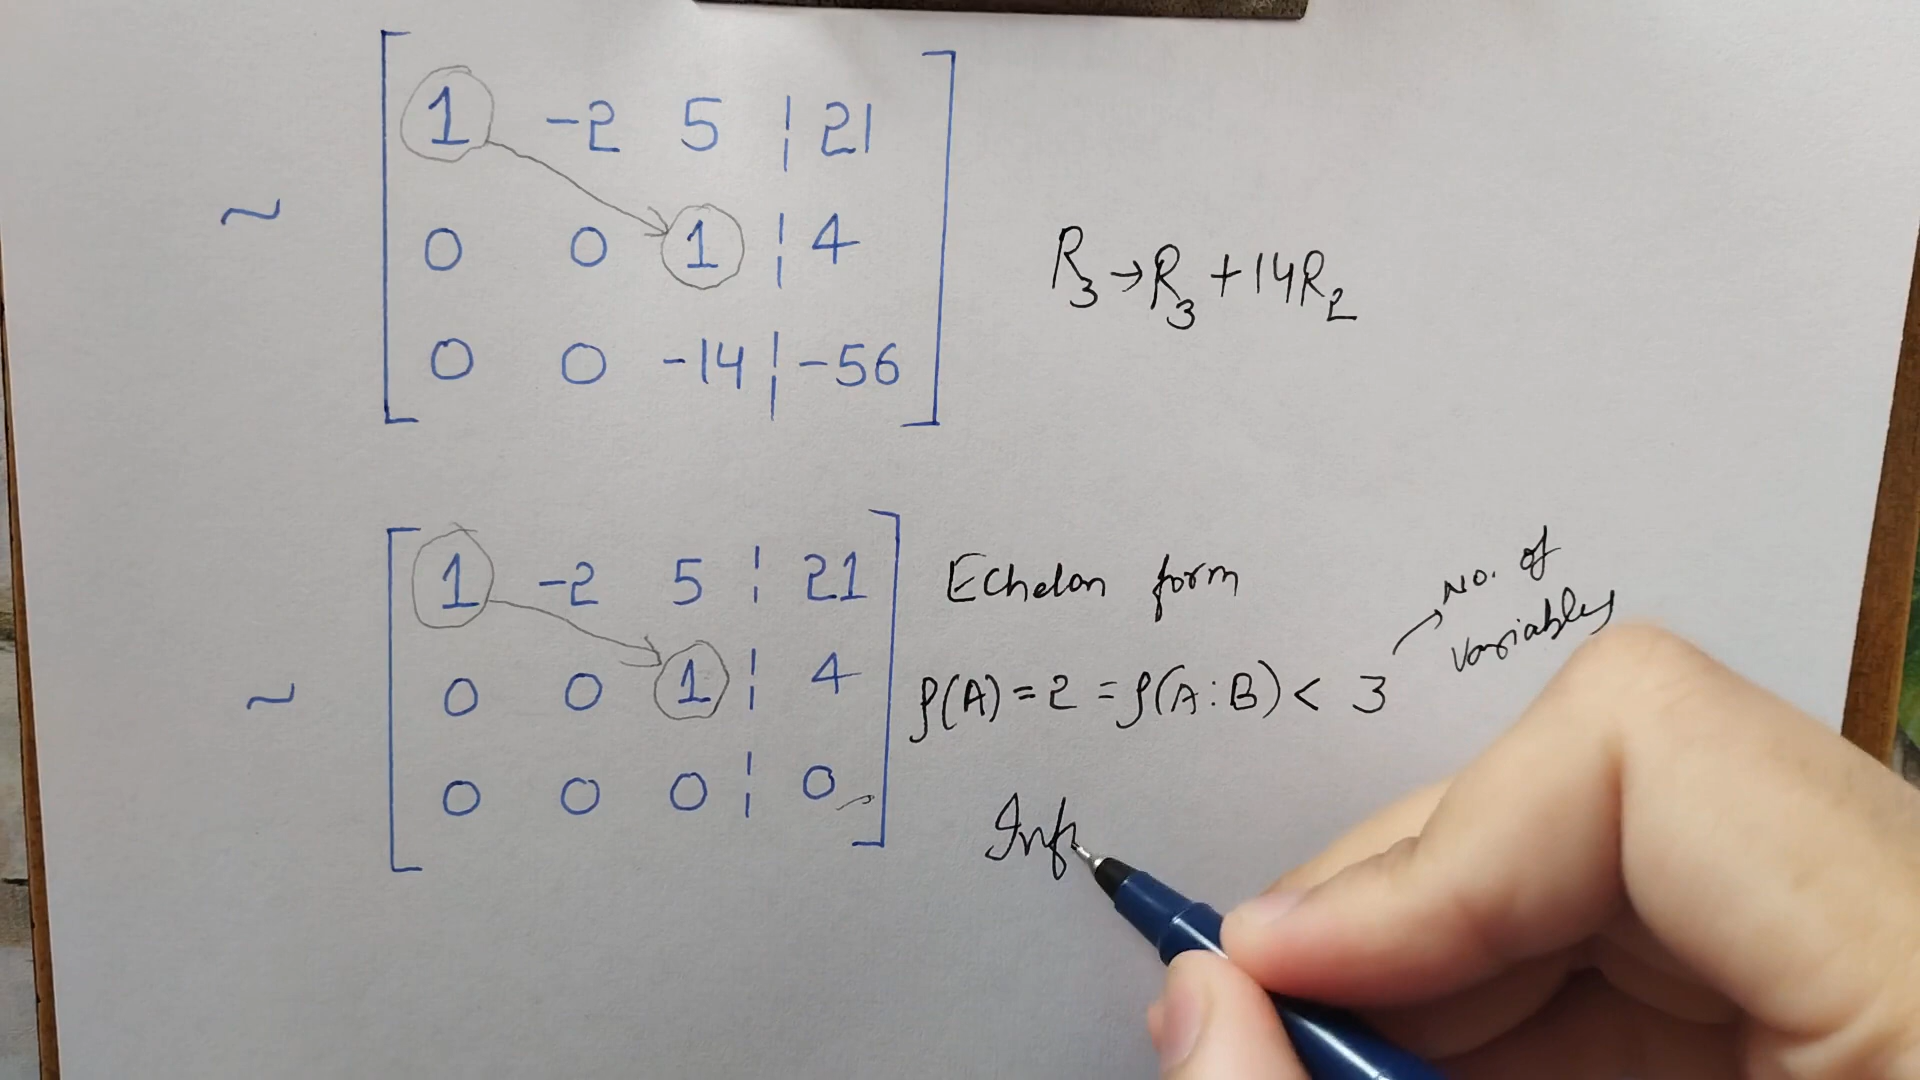 1 -2 5 ¦ 21
~ 0 0 1 ¦ 4 R₃→R₃+14R₂
0 0 -14 ¦ -56
1 -2 5 ¦ 21 Echelon form
No. of
variables
~ 0 0 1 ¦ 4 ρ(A)=2=ρ(A:B)< 3
0 0 0 ¦ 0
Infi